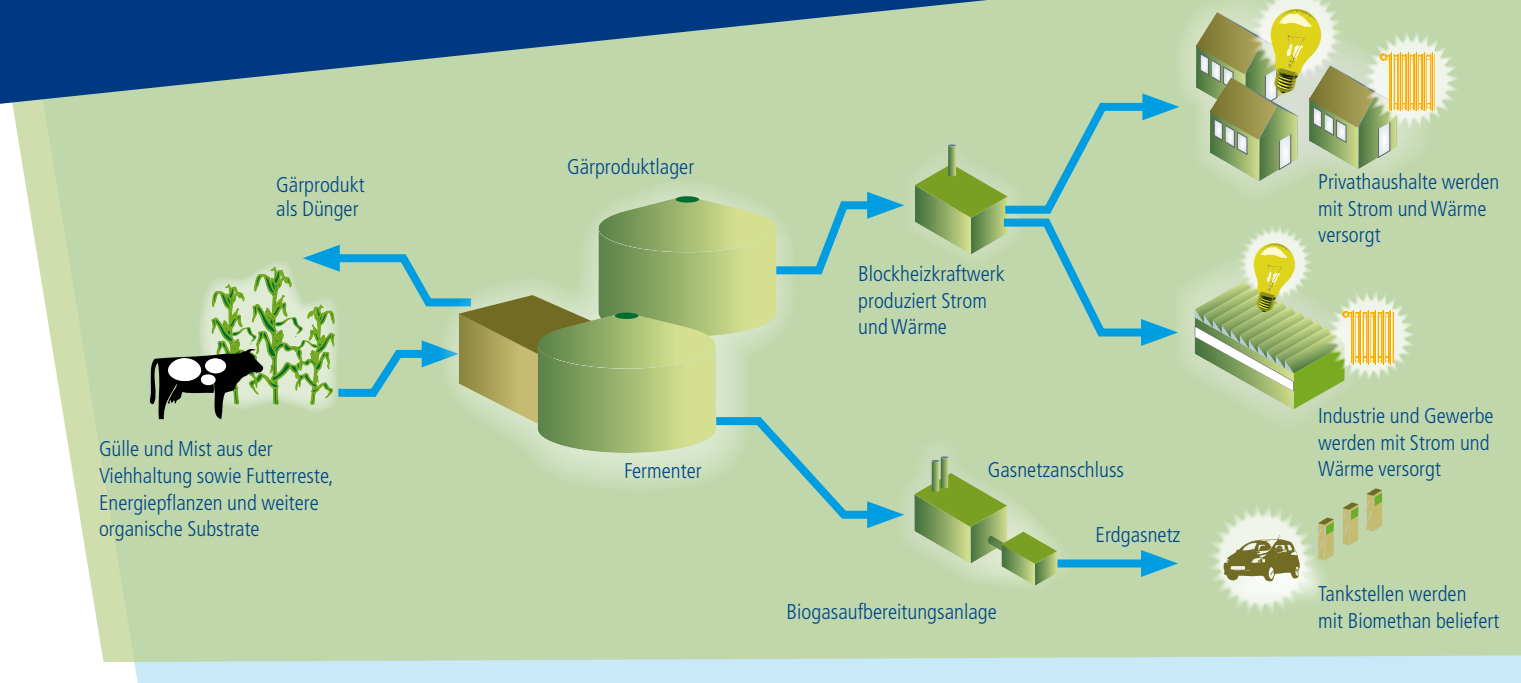 Gärprodukt
als Dünger
Gärproduktlager
Blockheizkraftwerk
produziert Strom
und Wärme
Privathaushalte werden
mit Strom und Wärme
versorgt
Gülle und Mist aus der
Viehhaltung sowie Futterreste,
Energiepflanzen und weitere
organische Substrate
Fermenter
Gasnetzanschluss
Industrie und Gewerbe
werden mit Strom und
Wärme versorgt
Erdgasnetz
Biogasaufbereitungsanlage
Tankstellen werden
mit Biomethan beliefert